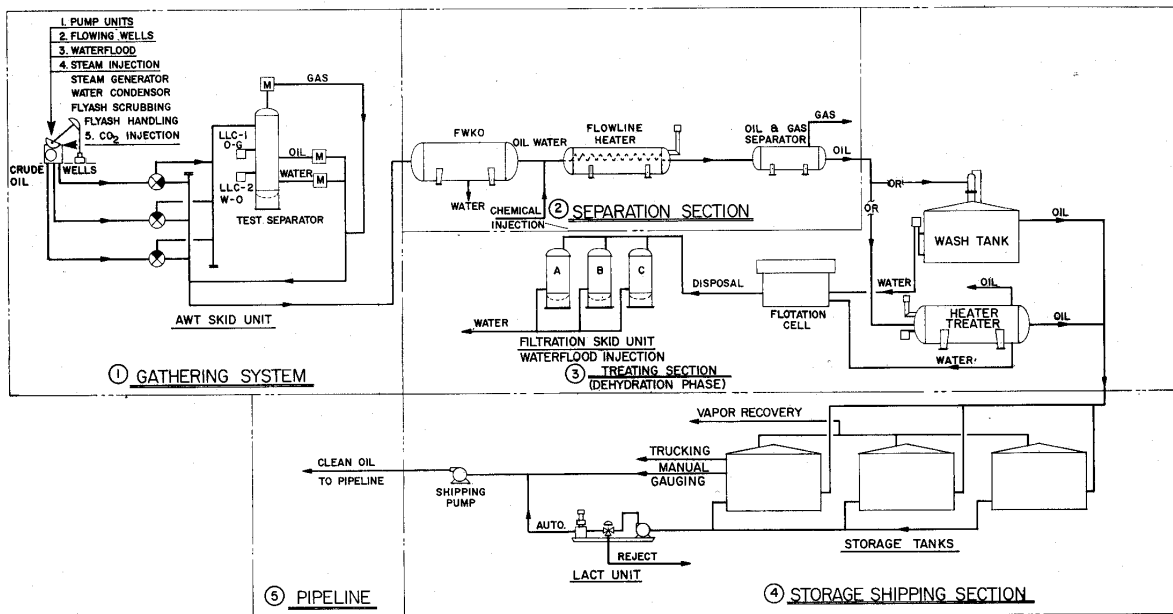 1. PUMP UNITS
2. FLOWING WELLS
3. WATERFLOOD
4. STEAM INJECTION
STEAM GENERATOR
WATER CONDENSOR
FLYASH SCRUBBING
FLYASH HANDLING
5. CO2 INJECTION
CRUDE
OIL
WELLS
M
GAS
LLC-1
O-G
OIL
M
WATER
M
LLC-2
W-O
TEST SEPARATOR
AWT SKID UNIT
① GATHERING SYSTEM
FWKO
OIL WATER
WATER
CHEMICAL
INJECTION
FLOWLINE
HEATER
OIL & GAS
SEPARATOR
GAS
OIL
② SEPARATION SECTION
OR
OR
WASH TANK
OIL
WATER
OIL
HEATER
TREATER
OIL
WATER
FLOTATION
CELL
DISPOSAL
A
B
C
WATER
FILTRATION SKID UNIT
WATERFLOOD INJECTION
③ TREATING SECTION
(DEHYDRATION PHASE)
VAPOR RECOVERY
TRUCKING
MANUAL
GAUGING
CLEAN OIL
TO PIPELINE
SHIPPING
PUMP
AUTO.
REJECT
LACT UNIT
STORAGE TANKS
⑤ PIPELINE
④ STORAGE SHIPPING SECTION